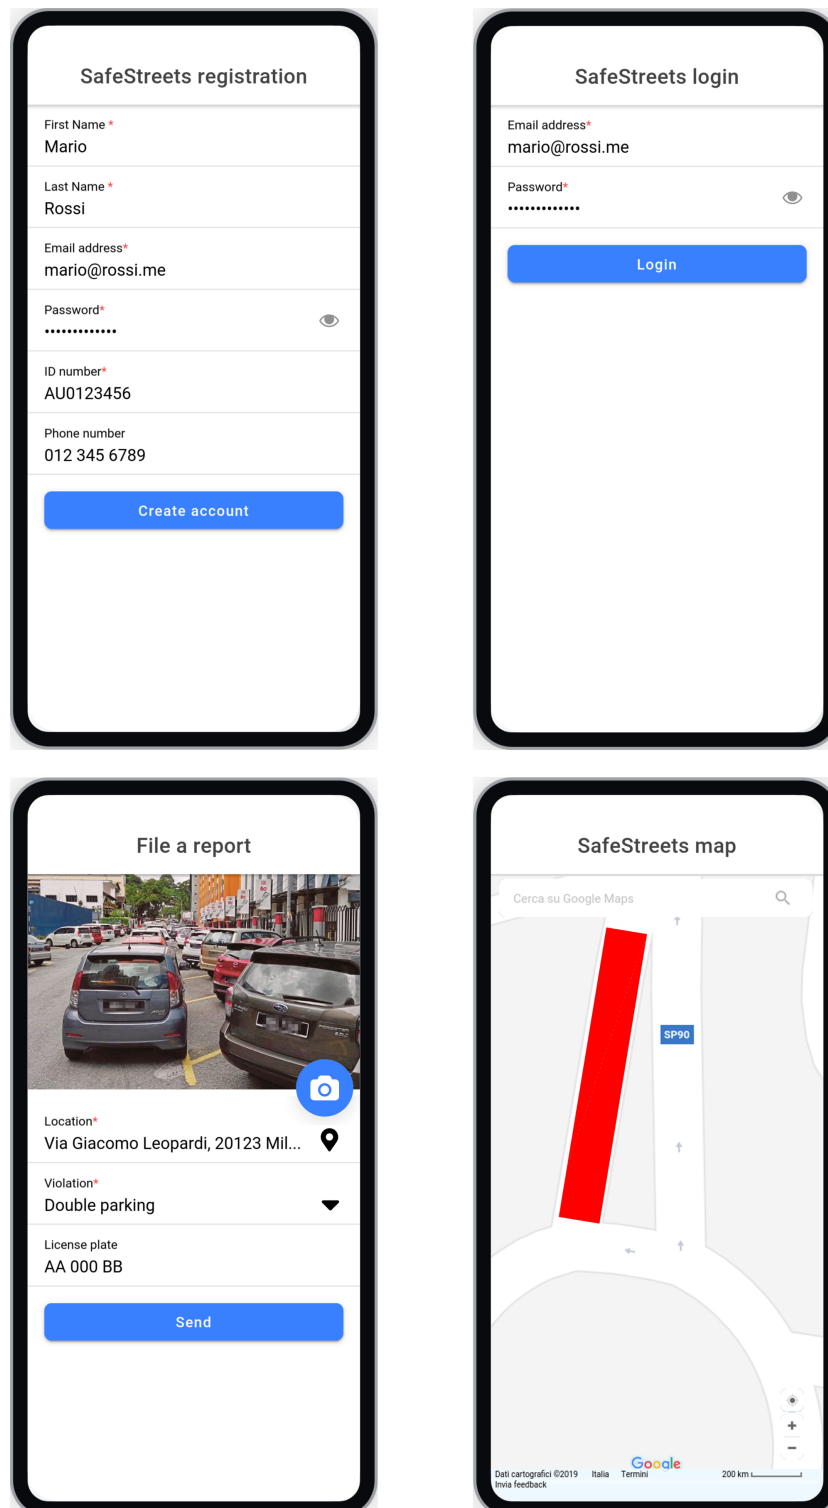 SafeStreets registration
First Name *
Mario
Last Name *
Rossi
Email address*
mario@rossi.me
Password*
•••••••••••••
ID number*
AU0123456
Phone number
012 345 6789
Create account
SafeStreets login
Email address*
mario@rossi.me
Password*
•••••••••••••
Login
File a report
Location*
Via Giacomo Leopardi, 20123 Mil...
Violation*
Double parking
License plate
AA 000 BB
Send
SafeStreets map
Cerca su Google Maps
SP90
Google
Dati cartografici ©2019 Italia Termini 200 km
Invia feedback